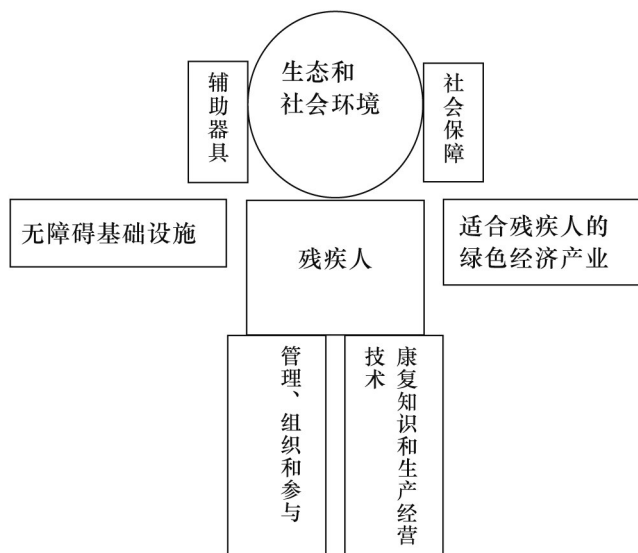 生态和
社会环境
辅助器具
社会保障
无障碍基础设施
残疾人
适合残疾人的
绿色经济产业
管理、组织和参与
康复知识和生产经营
技术